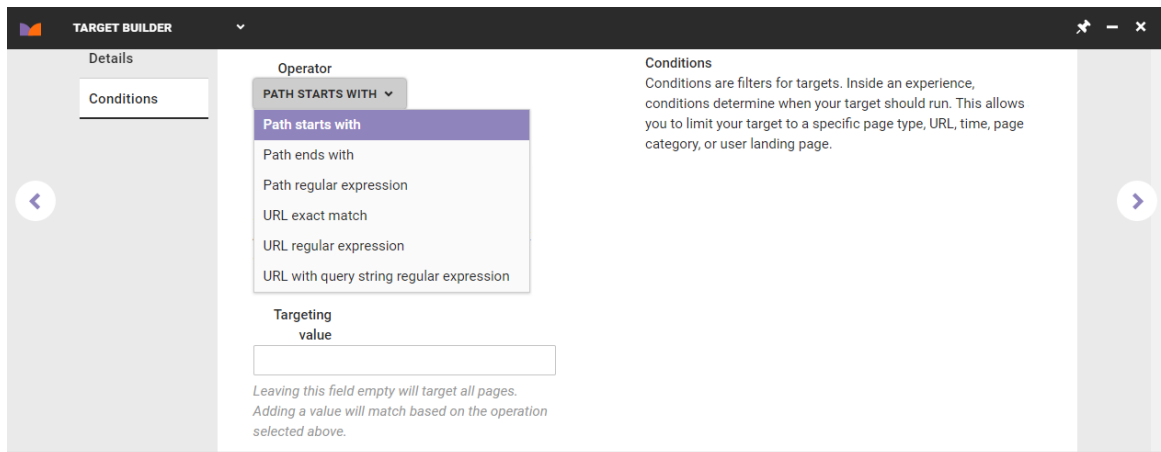 TARGET BUILDER
Details
Conditions
Operator
PATH STARTS WITH
Path starts with
Path ends with
Path regular expression
URL exact match
URL regular expression
URL with query string regular expression
Targeting
value
Leaving this field empty will target all pages.
Adding a value will match based on the operation
selected above.
Conditions
Conditions are filters for targets. Inside an experience,
conditions determine when your target should run. This allows
you to limit your target to a specific page type, URL, time, page
category, or user landing page.